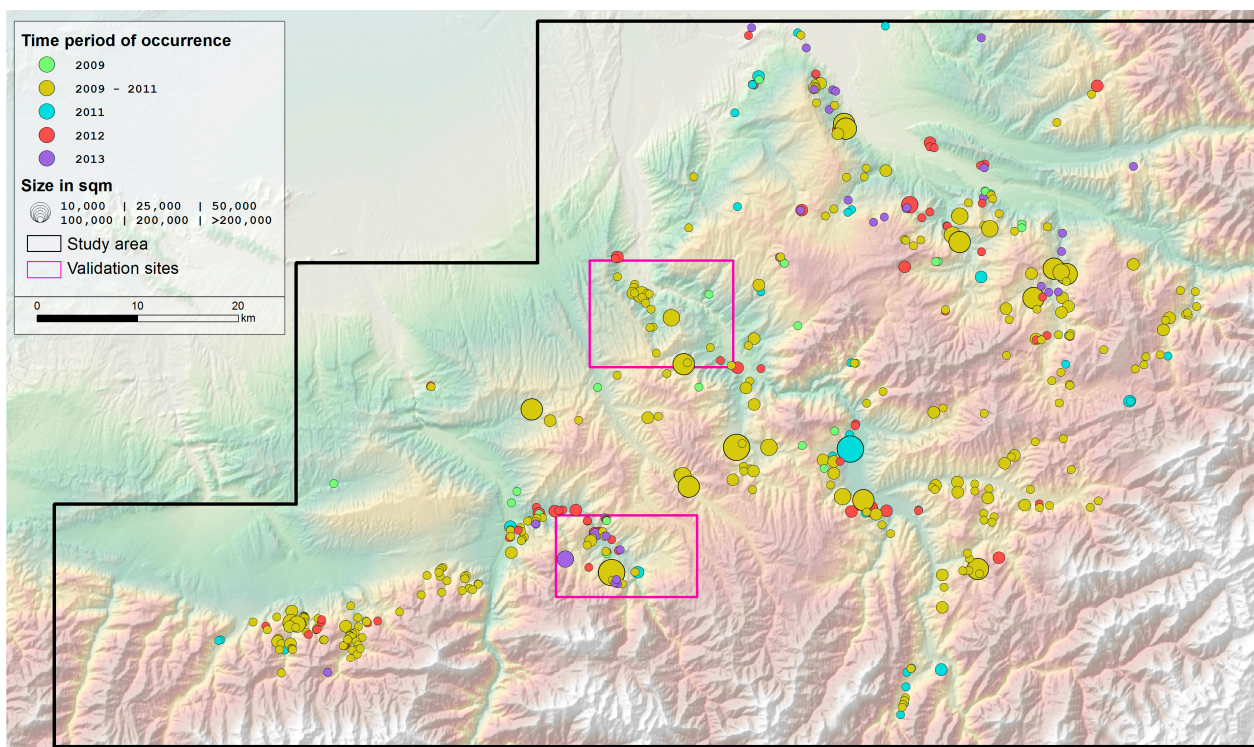 Time period of occurrence
2009
2009 - 2011
2011
2012
2013
Size in sqm
10,000 | 25,000 | 50,000
100,000 | 200,000 | >200,000
Study area
Validation sites
0 10 20
km